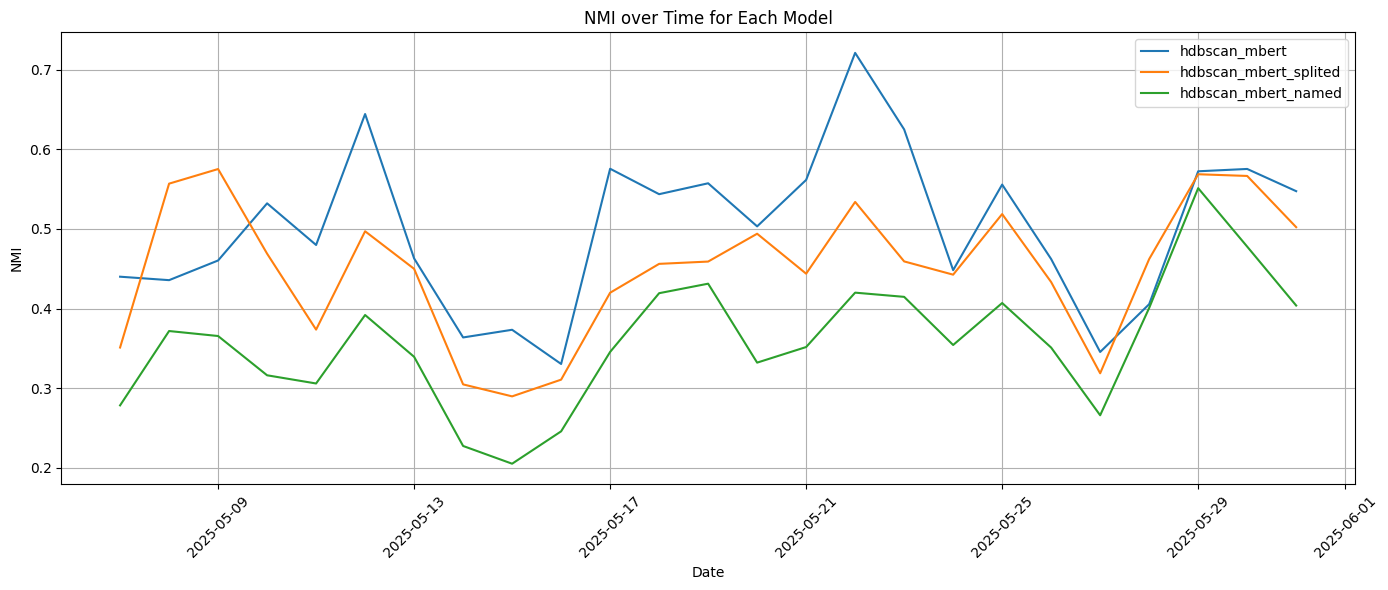 NMI over Time for Each Model
hdbscan_mbert
hdbscan_mbert_splited
hdbscan_mbert_named
NMI
0.7
0.6
0.5
0.4
0.3
0.2
2025-05-09
2025-05-13
2025-05-17
2025-05-21
2025-05-25
2025-05-29
2025-06-01
Date